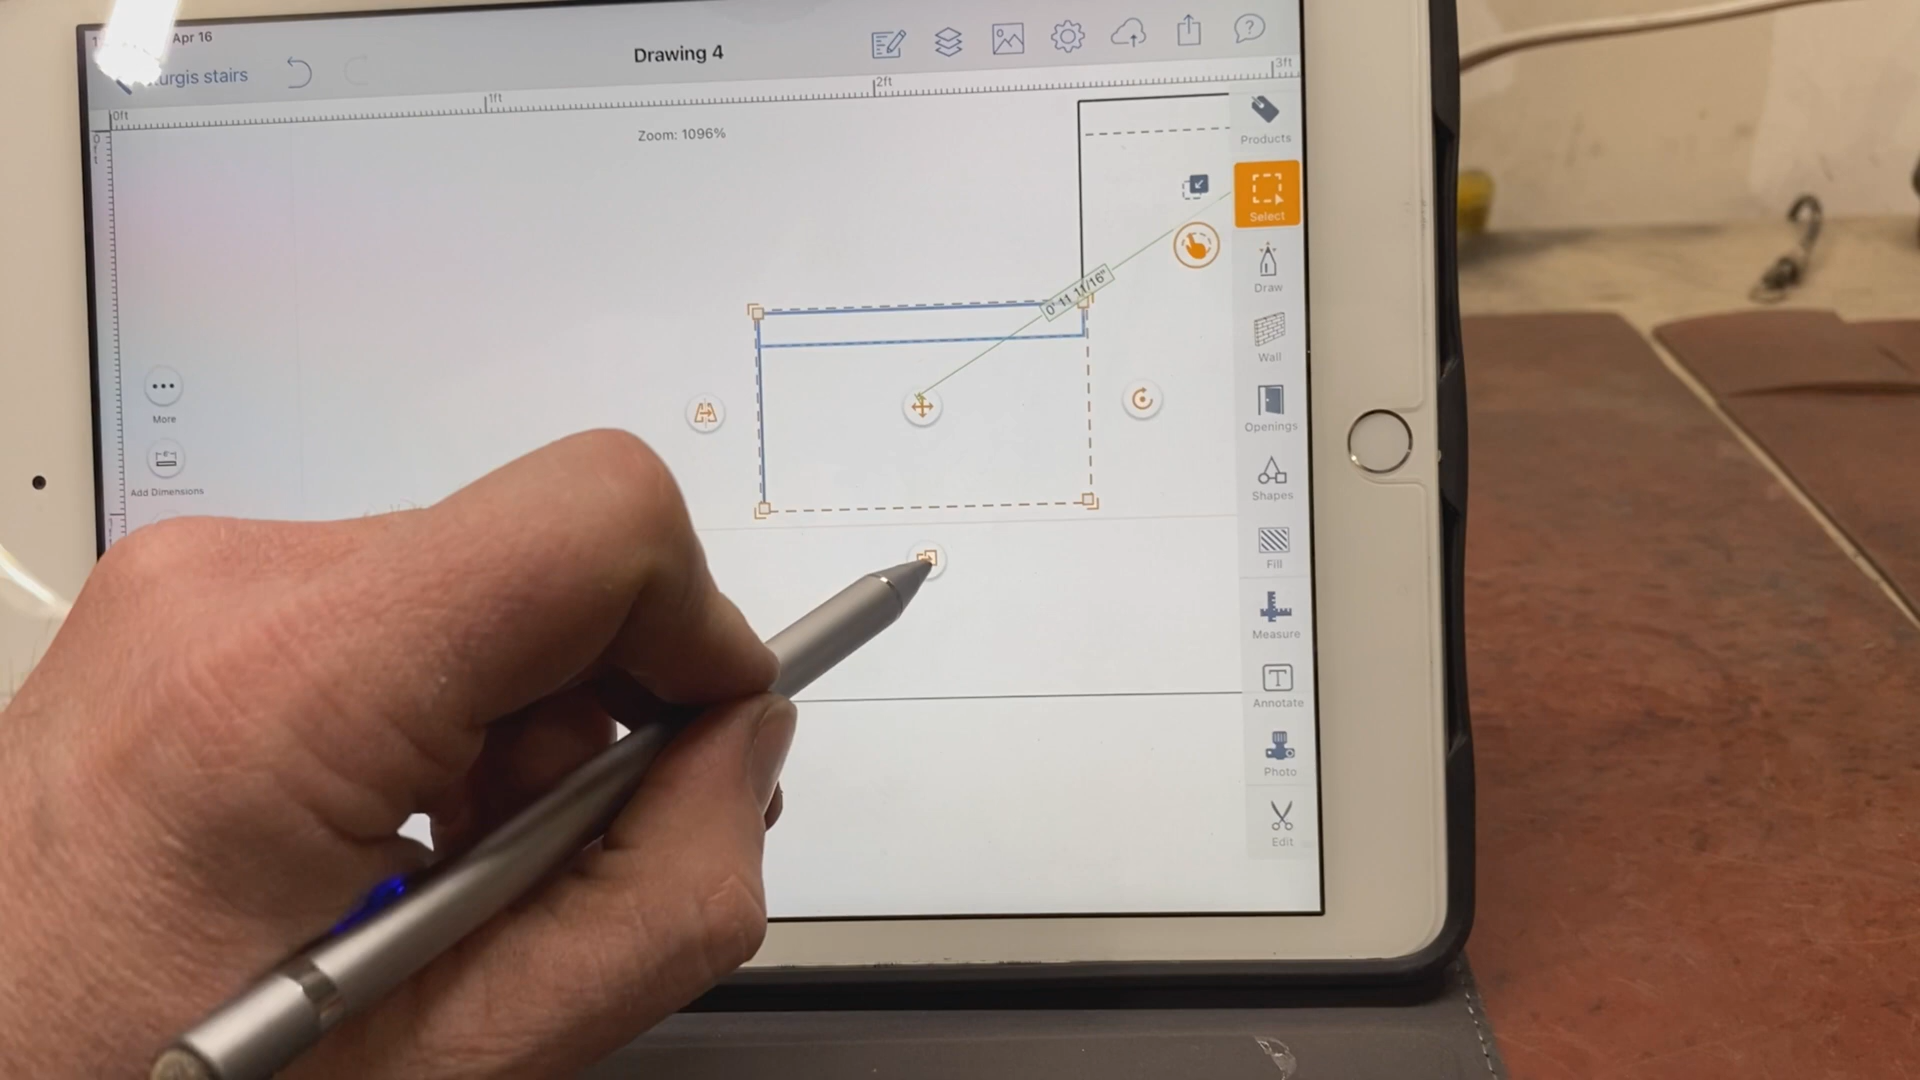 Apr 16
urgis stairs
Drawing 4
0ft
1ft
2ft
3ft
Zoom: 1096%
Products
Select
0' 11 11/16"
Draw
Wall
More
Openings
Add Dimensions
Shapes
Fill
Measure
T
Annotate
Photo
Edit